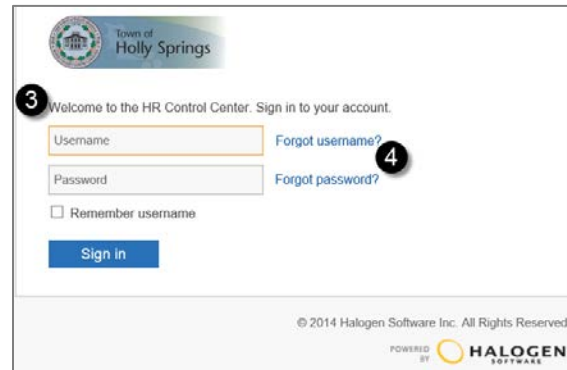 Town of
Holly Springs
3
Welcome to the HR Control Center. Sign in to your account.
Username
Forgot username?
4
Password
Forgot password?
Remember username
Sign in
© 2014 Halogen Software Inc. All Rights Reserved
POWERED BY HALOGEN SOFTWARE